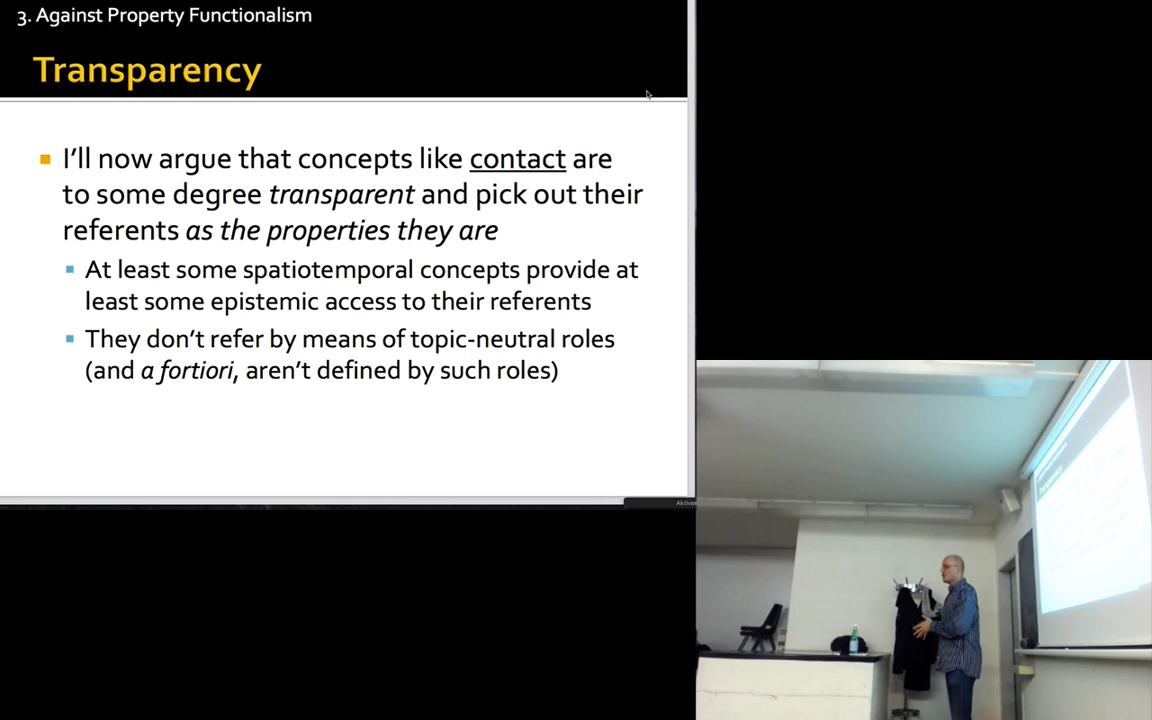 3. Against Property Functionalism
Transparency
I'll now argue that concepts like contact are
to some degree transparent and pick out their
referents as the properties they are
At least some spatiotemporal concepts provide at
least some epistemic access to their referents
They don't refer by means of topic-neutral roles
(and a fortiori, aren't defined by such roles)